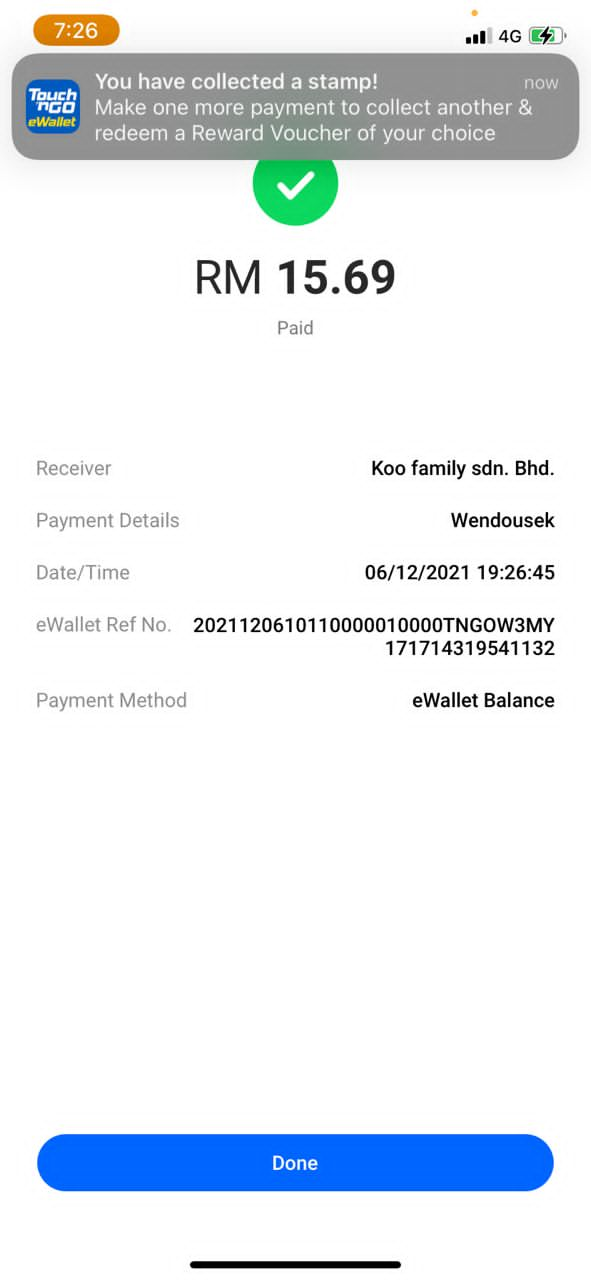 7:26
4G
Touch
'nGO
eWallet
You have collected a stamp!
now
Make one more payment to collect another &
redeem a Reward Voucher of your choice
RM 15.69
Paid
Receiver
Koo family sdn. Bhd.
Payment Details
Wendousek
Date/Time
06/12/2021 19:26:45
eWallet Ref No.
2021120610110000010000TNGOW3MY
171714319541132
Payment Method
eWallet Balance
Done